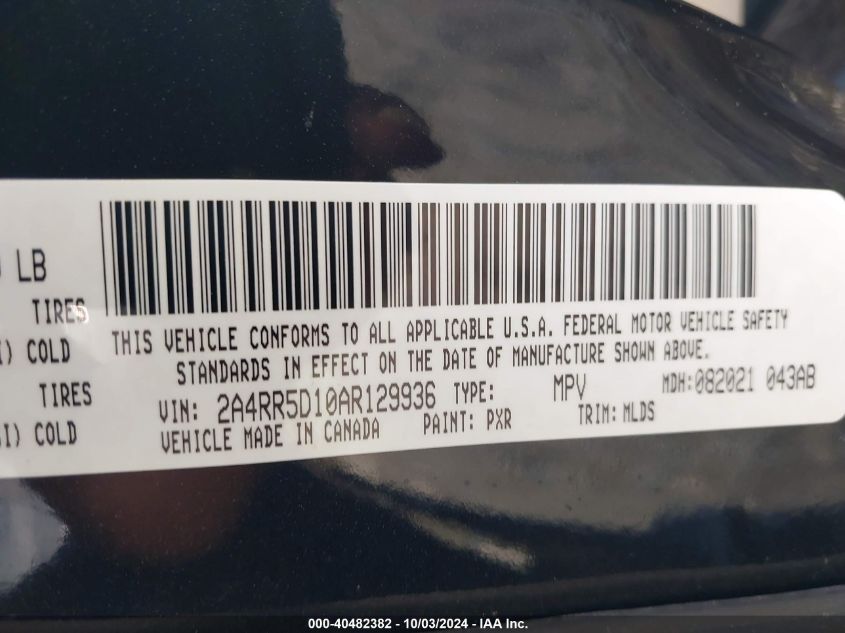 LB
TIRES
COLD
TIRES
COLD
THIS VEHICLE CONFORMS TO ALL APPLICABLE U.S.A. FEDERAL MOTOR VEHICLE SAFETY
STANDARDS IN EFFECT ON THE DATE OF MANUFACTURE SHOWN ABOVE.
VIN: 2A4RR5D10AR129936 TYPE: MPV MDH:082021 043AB
VEHICLE MADE IN CANADA PAINT: PXR TRIM: MLDS
000-40482382 - 10/03/2024 - IAA Inc.